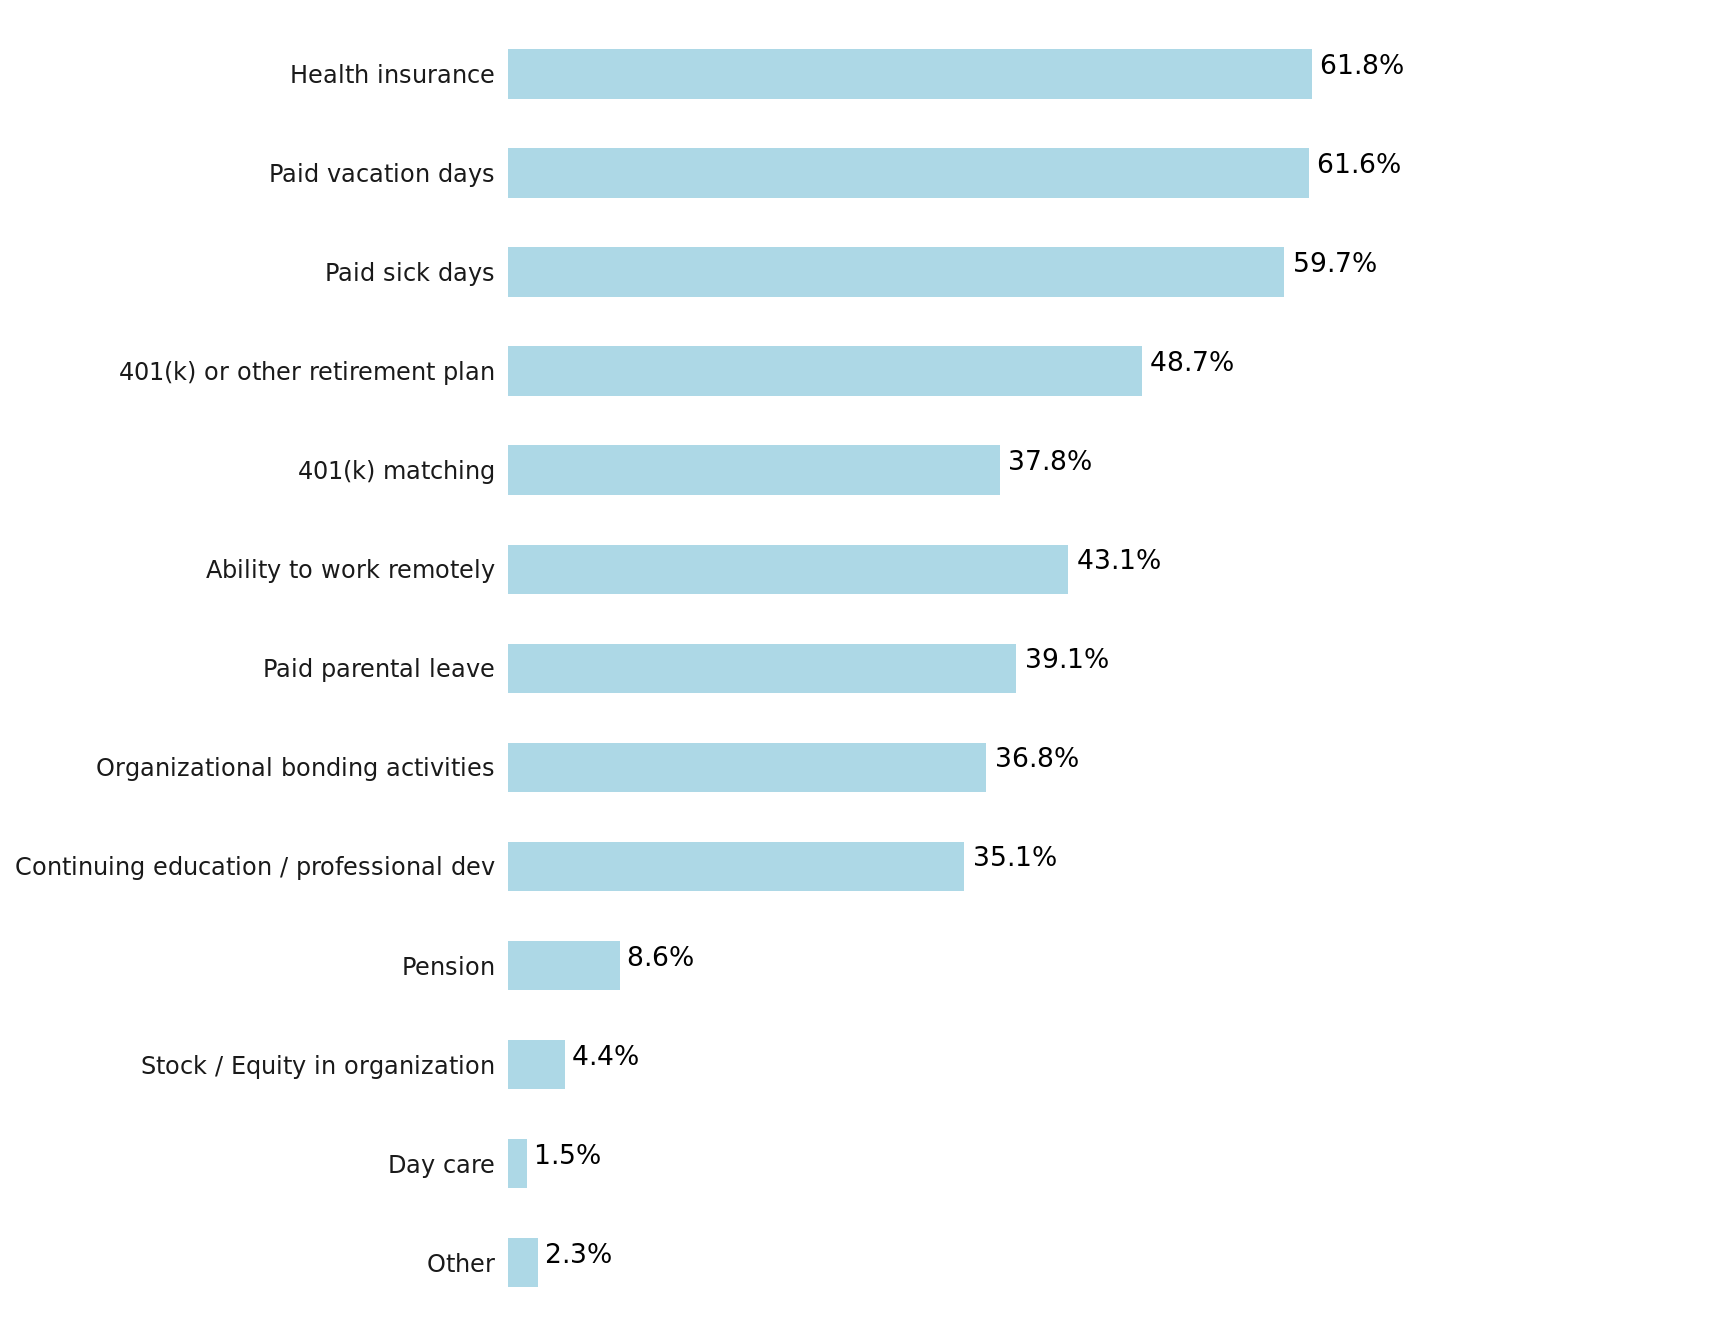 Health insurance 61.8%
Paid vacation days 61.6%
Paid sick days 59.7%
401(k) or other retirement plan 48.7%
401(k) matching 37.8%
Ability to work remotely 43.1%
Paid parental leave 39.1%
Organizational bonding activities 36.8%
Continuing education / professional dev 35.1%
Pension 8.6%
Stock / Equity in organization 4.4%
Day care 1.5%
Other 2.3%